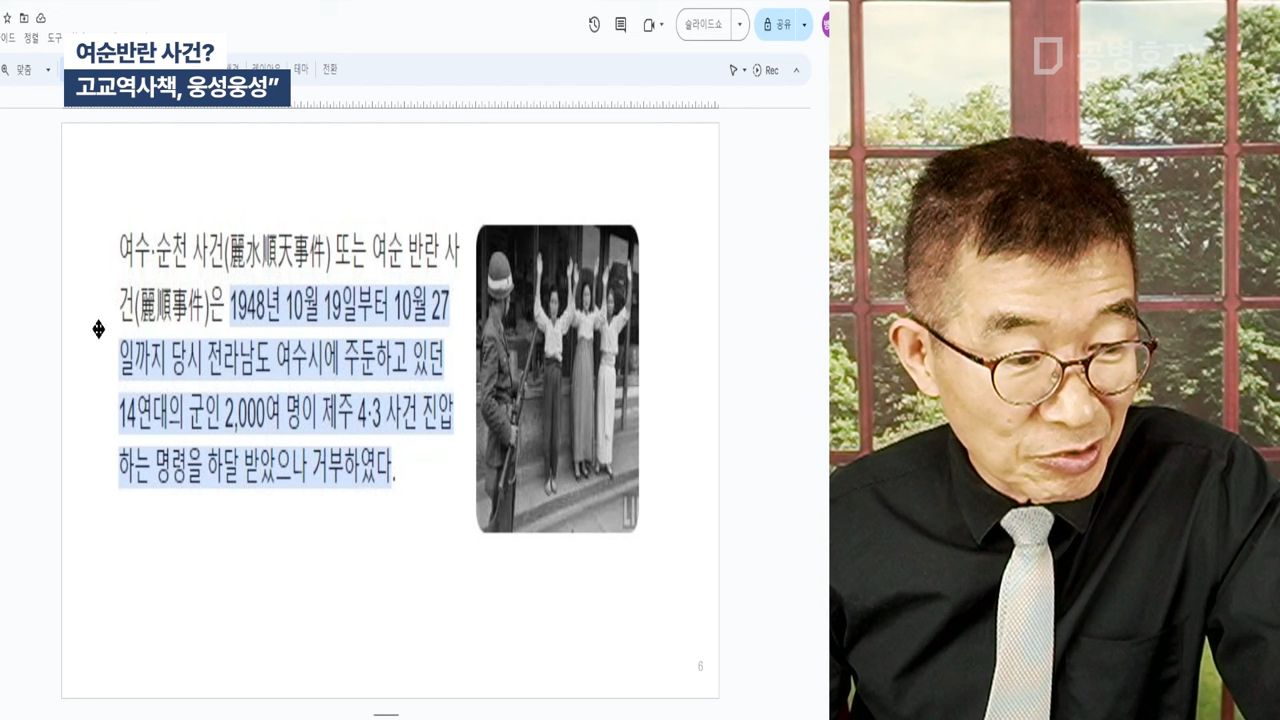 이드 정렬 도구
여순반란 사건?
고교역사책, 웅성웅성”
맞춤
테마 전환
슬라이드쇼
공유
Rec
여수·순천 사건(麗水順天事件) 또는 여순 반란 사
건(麗順事件)은 1948년 10월 19일부터 10월 27
일까지 당시 전라남도 여수시에 주둔하고 있던
14연대의 군인 2,000여 명이 제주 4·3 사건 진압
하는 명령을 하달 받았으나 거부하였다.
LI
6
공병호TV